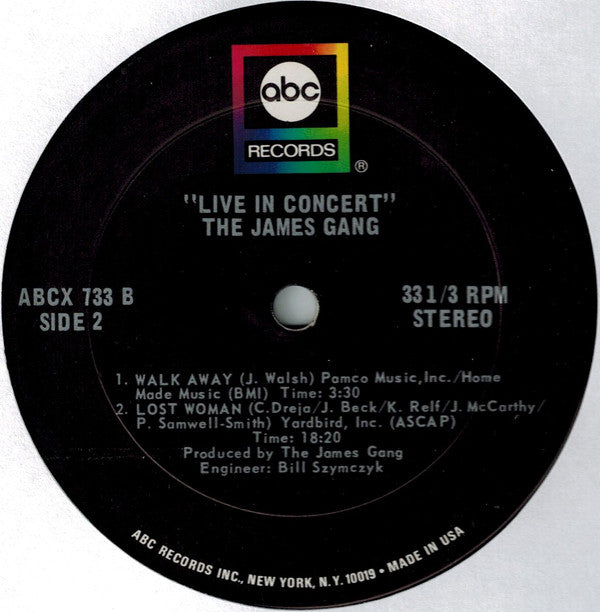 abc
RECORDS
®
"LIVE IN CONCERT"
THE JAMES GANG
ABCX 733 B
SIDE 2
33 1/3 RPM
STEREO
1. WALK AWAY (J. Walsh) Pamco Music, Inc./Home
Made Music (BMI) Time: 3:30
2. LOST WOMAN (C.Dreja/J. Beck/K. Relf/J. McCarthy/
P. Samwell-Smith) Yardbird, Inc. (ASCAP)
Time: 18:20
Produced by The James Gang
Engineer: Bill Szymczyk
ABC RECORDS INC., NEW YORK, N.Y. 10019 • MADE IN USA